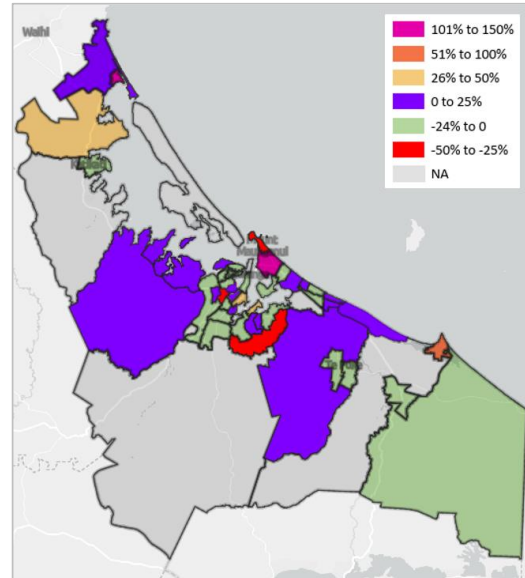 Waihi
101% to 150%
51% to 100%
26% to 50%
0 to 25%
-24% to 0
-50% to -25%
NA